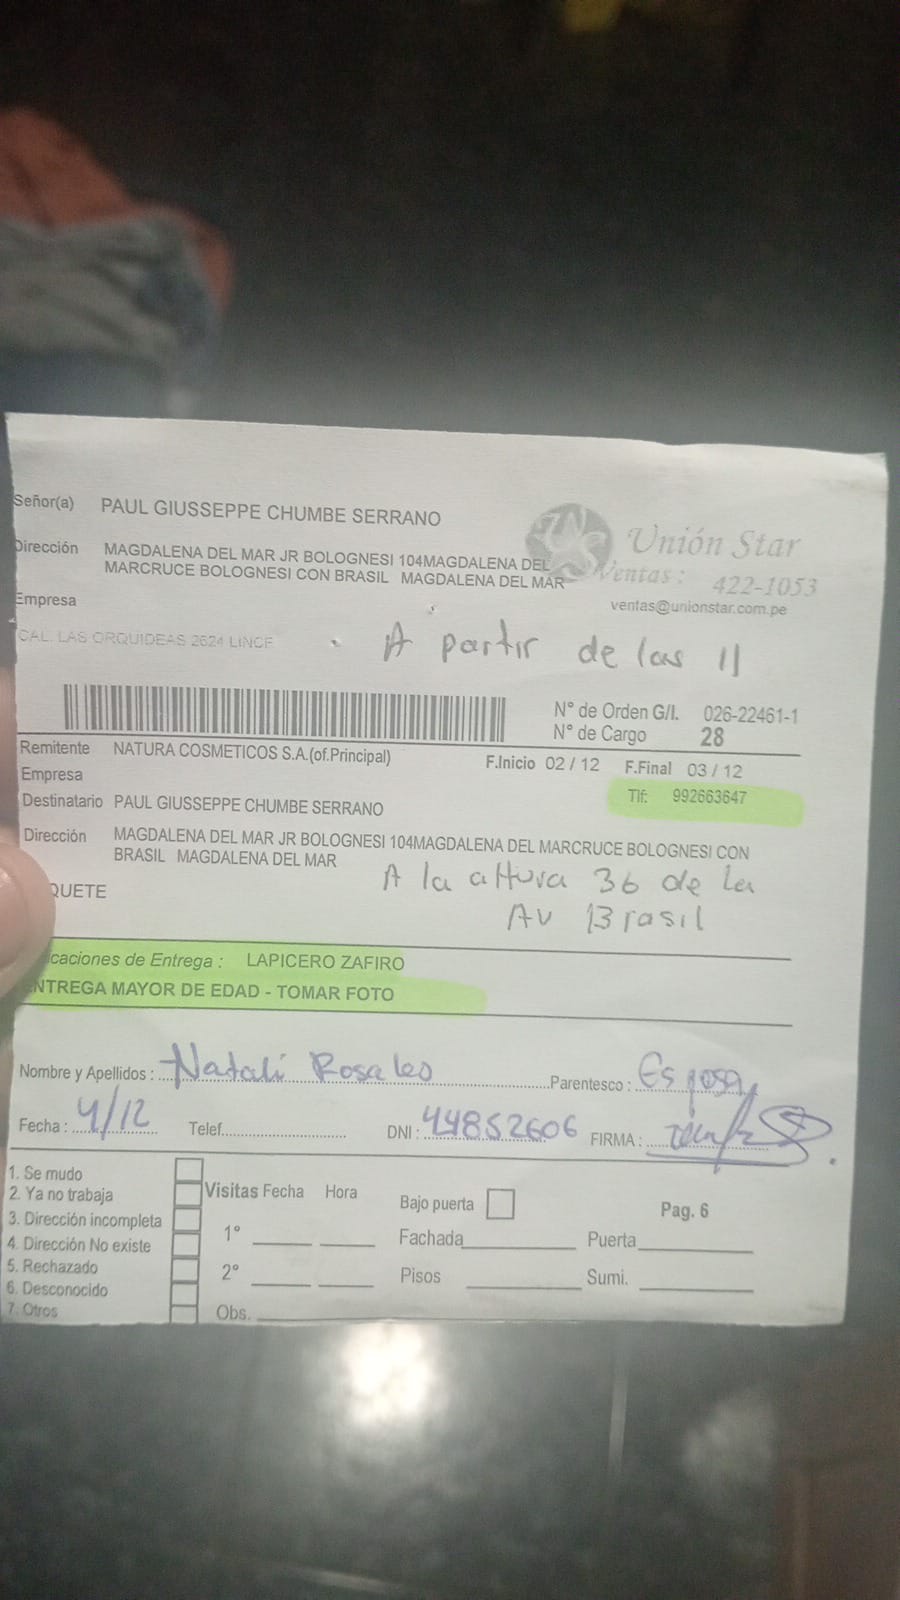 Señor(a) PAUL GIUSSEPPE CHUMBE SERRANO
Unión Star
Dirección MAGDALENA DEL MAR JR BOLOGNESI 104MAGDALENA DEL
MARCRUCE BOLOGNESI CON BRASIL MAGDALENA DEL MAR
Ventas: 422-1053
ventas@unionstar.com.pe
Empresa
CAL. LAS ORQUIDEAS 2624 LINCE
A partir de las 11
N° de Orden G/I. 026-22461-1
N° de Cargo 28
Remitente NATURA COSMETICOS S.A.(of.Principal)
F.Inicio 02 / 12 F.Final 03 / 12
Empresa
Tlf: 992663647
Destinatario PAUL GIUSSEPPE CHUMBE SERRANO
Dirección MAGDALENA DEL MAR JR BOLOGNESI 104MAGDALENA DEL MARCRUCE BOLOGNESI CON
BRASIL MAGDALENA DEL MAR
QUETE
A la altura 36 de la
Av Brasil
caciones de Entrega : LAPICERO ZAFIRO
ENTREGA MAYOR DE EDAD - TOMAR FOTO
Nombre y Apellidos : Natali Rosales Parentesco : Esposa
Fecha : 4/12 Telef. DNI : 44852606 FIRMA :
1. Se mudo
2. Ya no trabaja
3. Dirección incompleta
4. Dirección No existe
5. Rechazado
6. Desconocido
7. Otros
Visitas Fecha Hora
1°
2°
Obs.
Bajo puerta
Fachada
Pisos
Pag. 6
Puerta
Sumi.